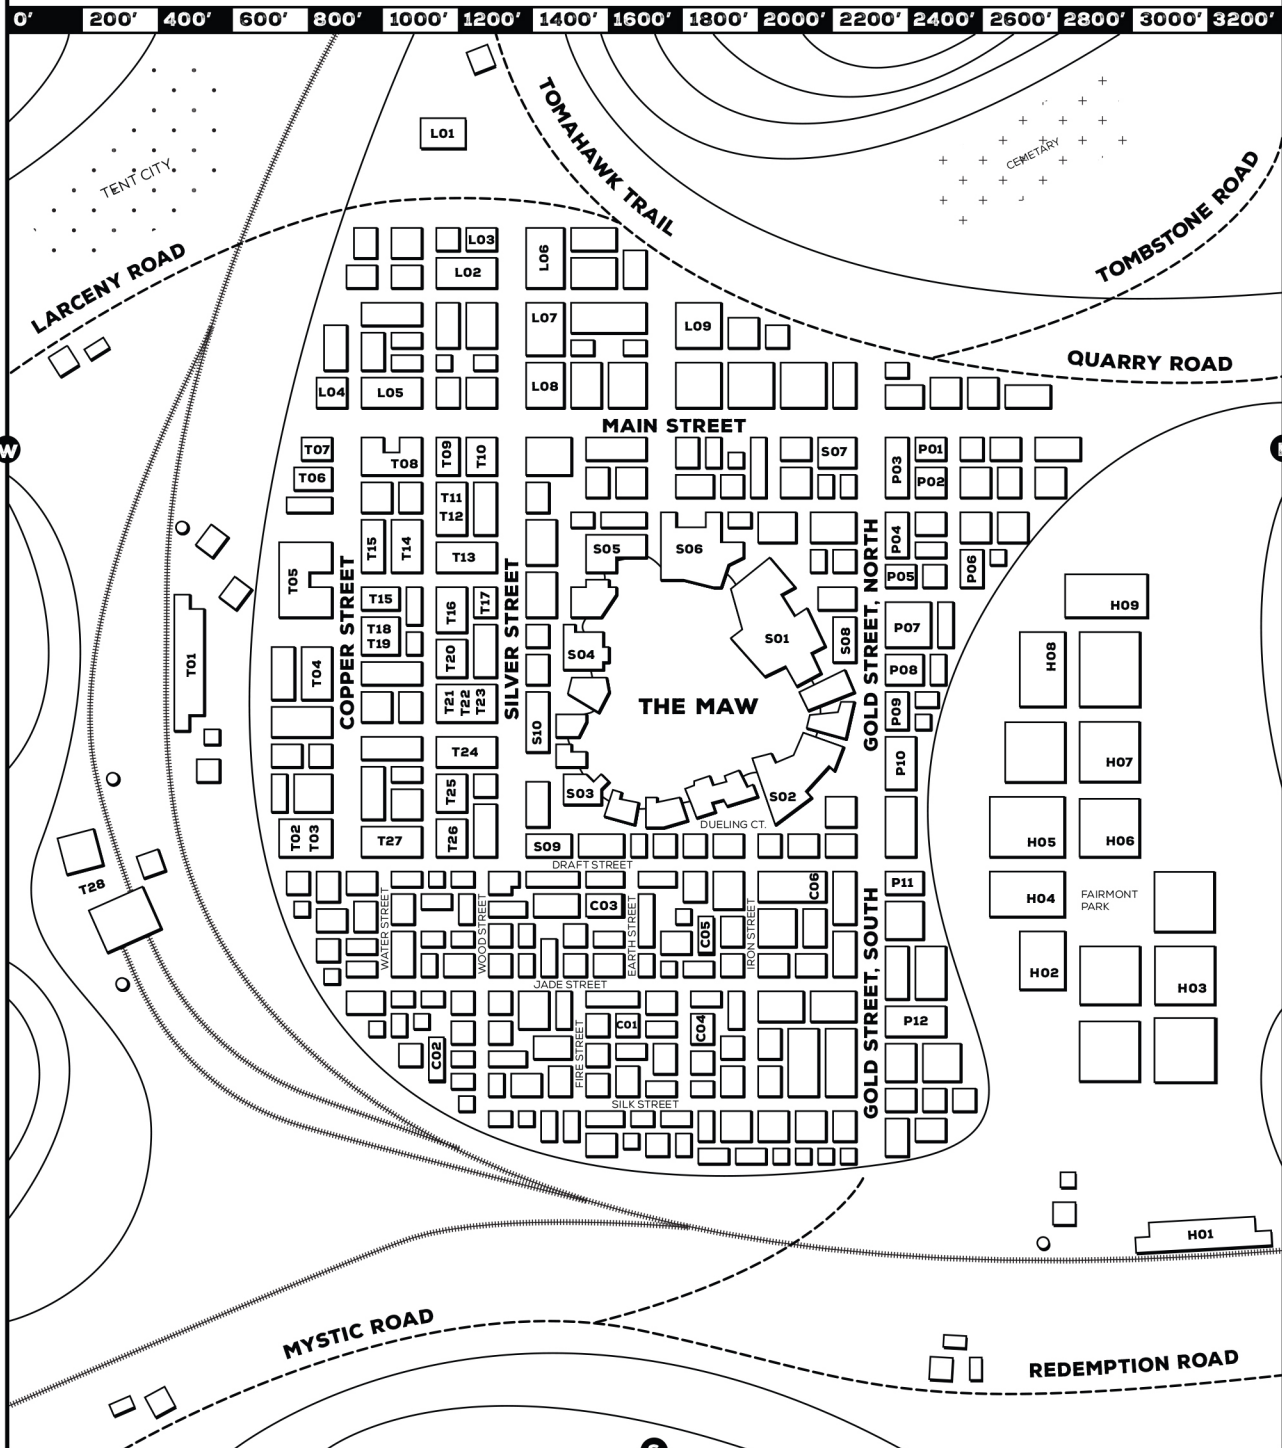 0' 200' 400' 600' 800' 1000' 1200' 1400' 1600' 1800' 2000' 2200' 2400' 2600' 2800' 3000' 3200'
TENT CITY
L01
TOMAHAWK TRAIL
CEMETARY
TOMBSTONE ROAD
LARCENY ROAD
L03
L06
L02
L07
L09
QUARRY ROAD
L04
L05
L08
MAIN STREET
W
T07
T08
T09
T10
S07
P03
P01
T06
P02
T11
T12
T15
T14
T13
S05
S06
P04
P05
P06
T05
COPPER STREET
SILVER STREET
GOLD STREET, NORTH
H09
T15
T16
T17
T18
T19
S01
S08
P07
T01
T04
T20
S04
P08
H08
T21
T22
T23
THE MAW
P09
S10
T24
P10
H07
T25
S03
S02
DUELING CT.
T02
T03
T27
T26
S09
H05
H06
DRAFT STREET
T28
C06
P11
H04
FAIRMONT
PARK
WATER STREET
WOOD STREET
C03
EARTH STREET
C05
IRON STREET
GOLD STREET, SOUTH
H02
H03
JADE STREET
C01
C04
P12
FIRE STREET
C02
SILK STREET
H01
MYSTIC ROAD
REDEMPTION ROAD